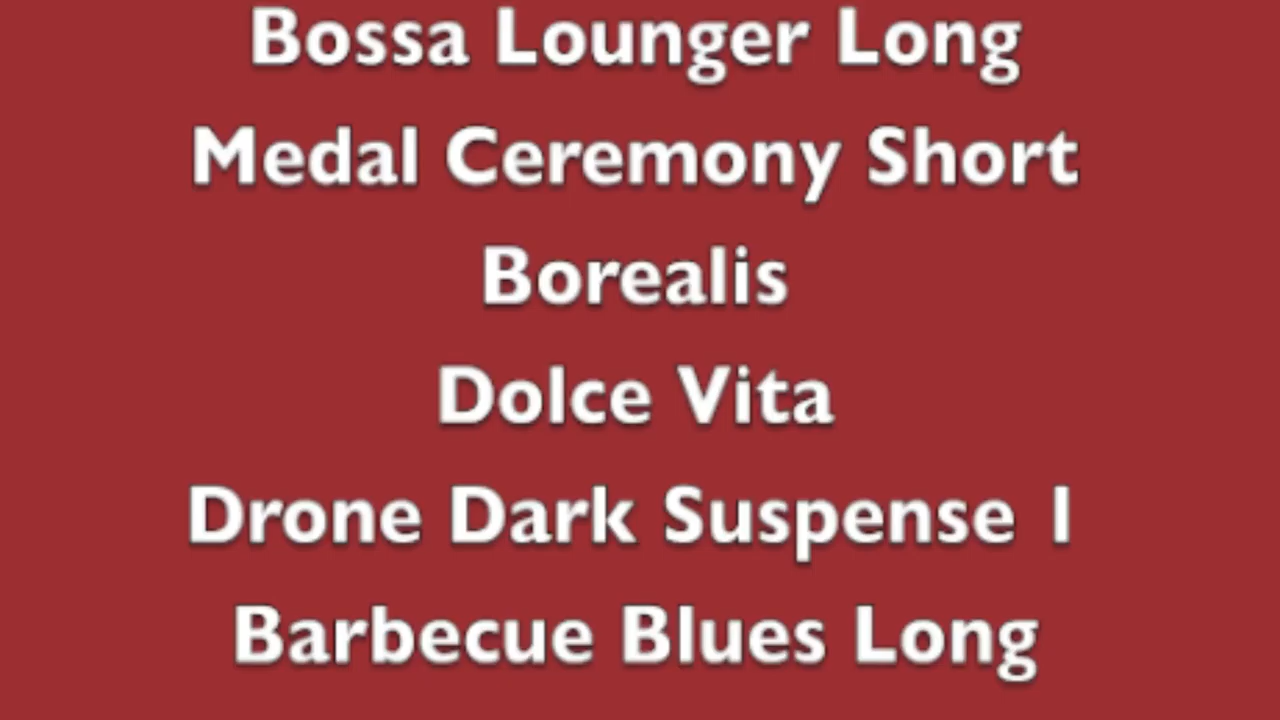 Bossa Lounger Long
Medal Ceremony Short
Borealis
Dolce Vita
Drone Dark Suspense 1
Barbecue Blues Long